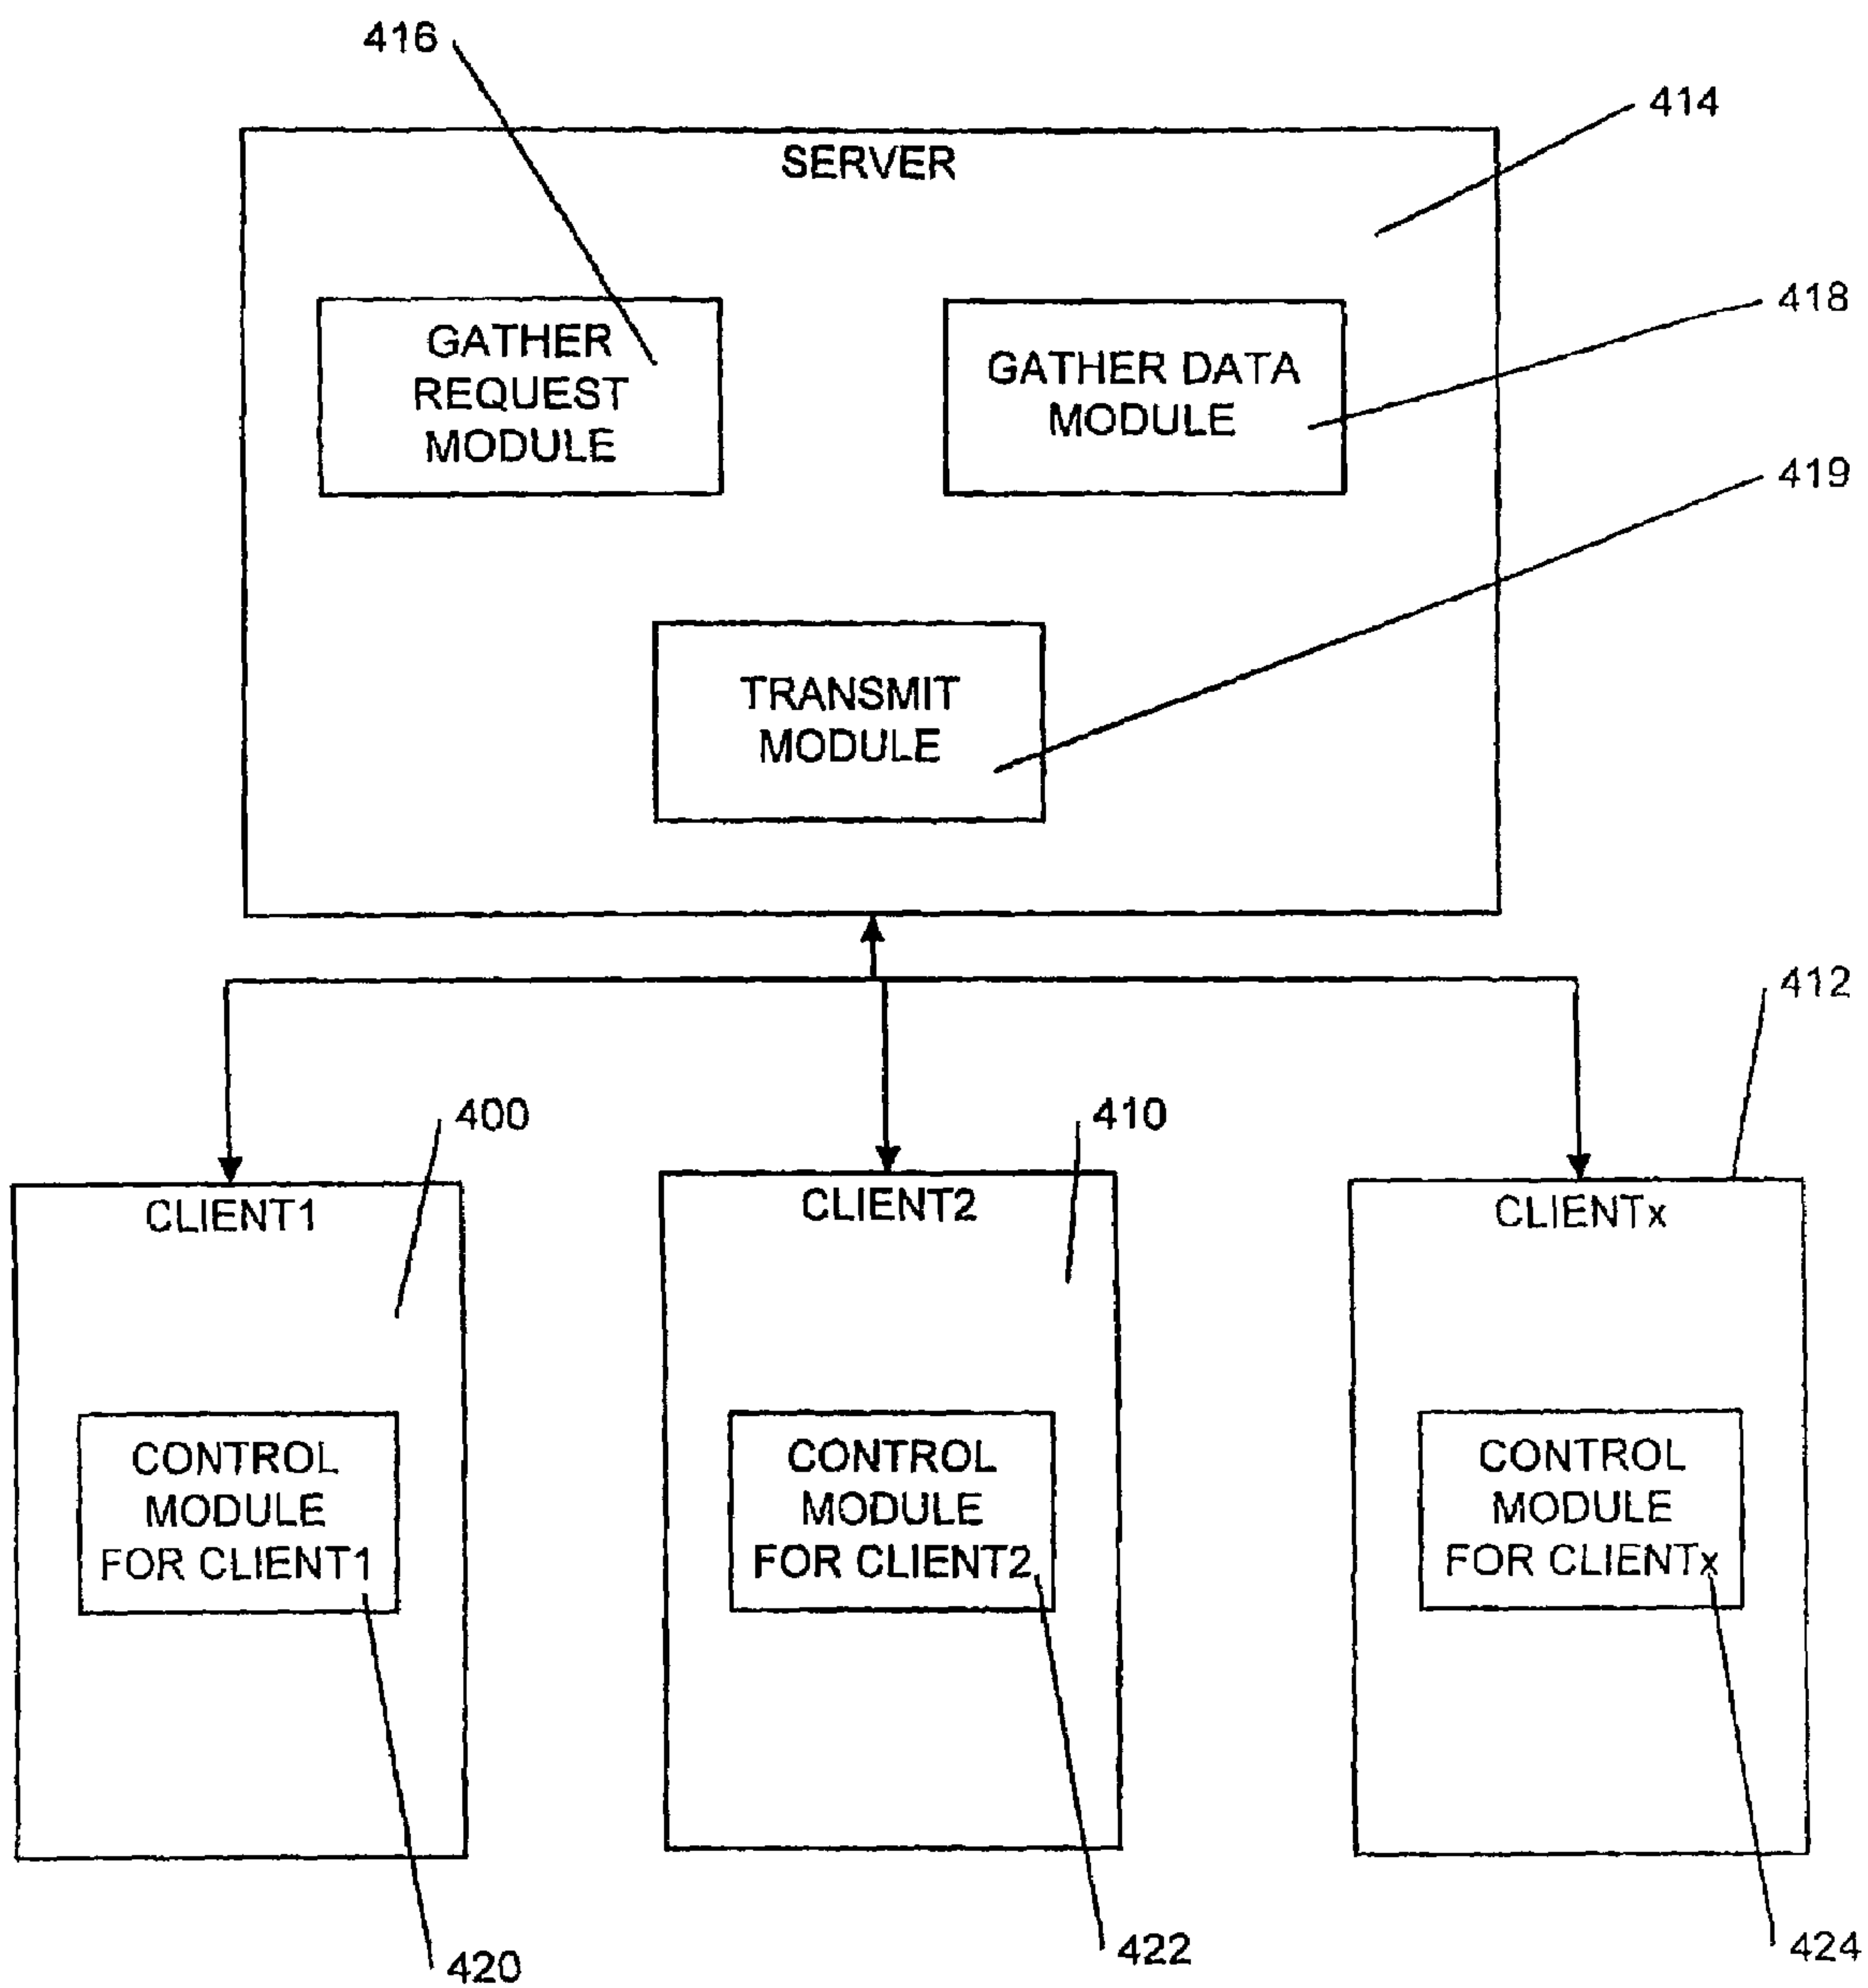 416
414
SERVER
418
GATHER
REQUEST
MODULE
GATHER DATA
MODULE
419
TRANSMIT
MODULE
412
400
410
CLIENT1
CLIENT2
CLIENTx
CONTROL
MODULE
FOR CLIENT1
CONTROL
MODULE
FOR CLIENT2
CONTROL
MODULE
FOR CLIENTx
420
422
424